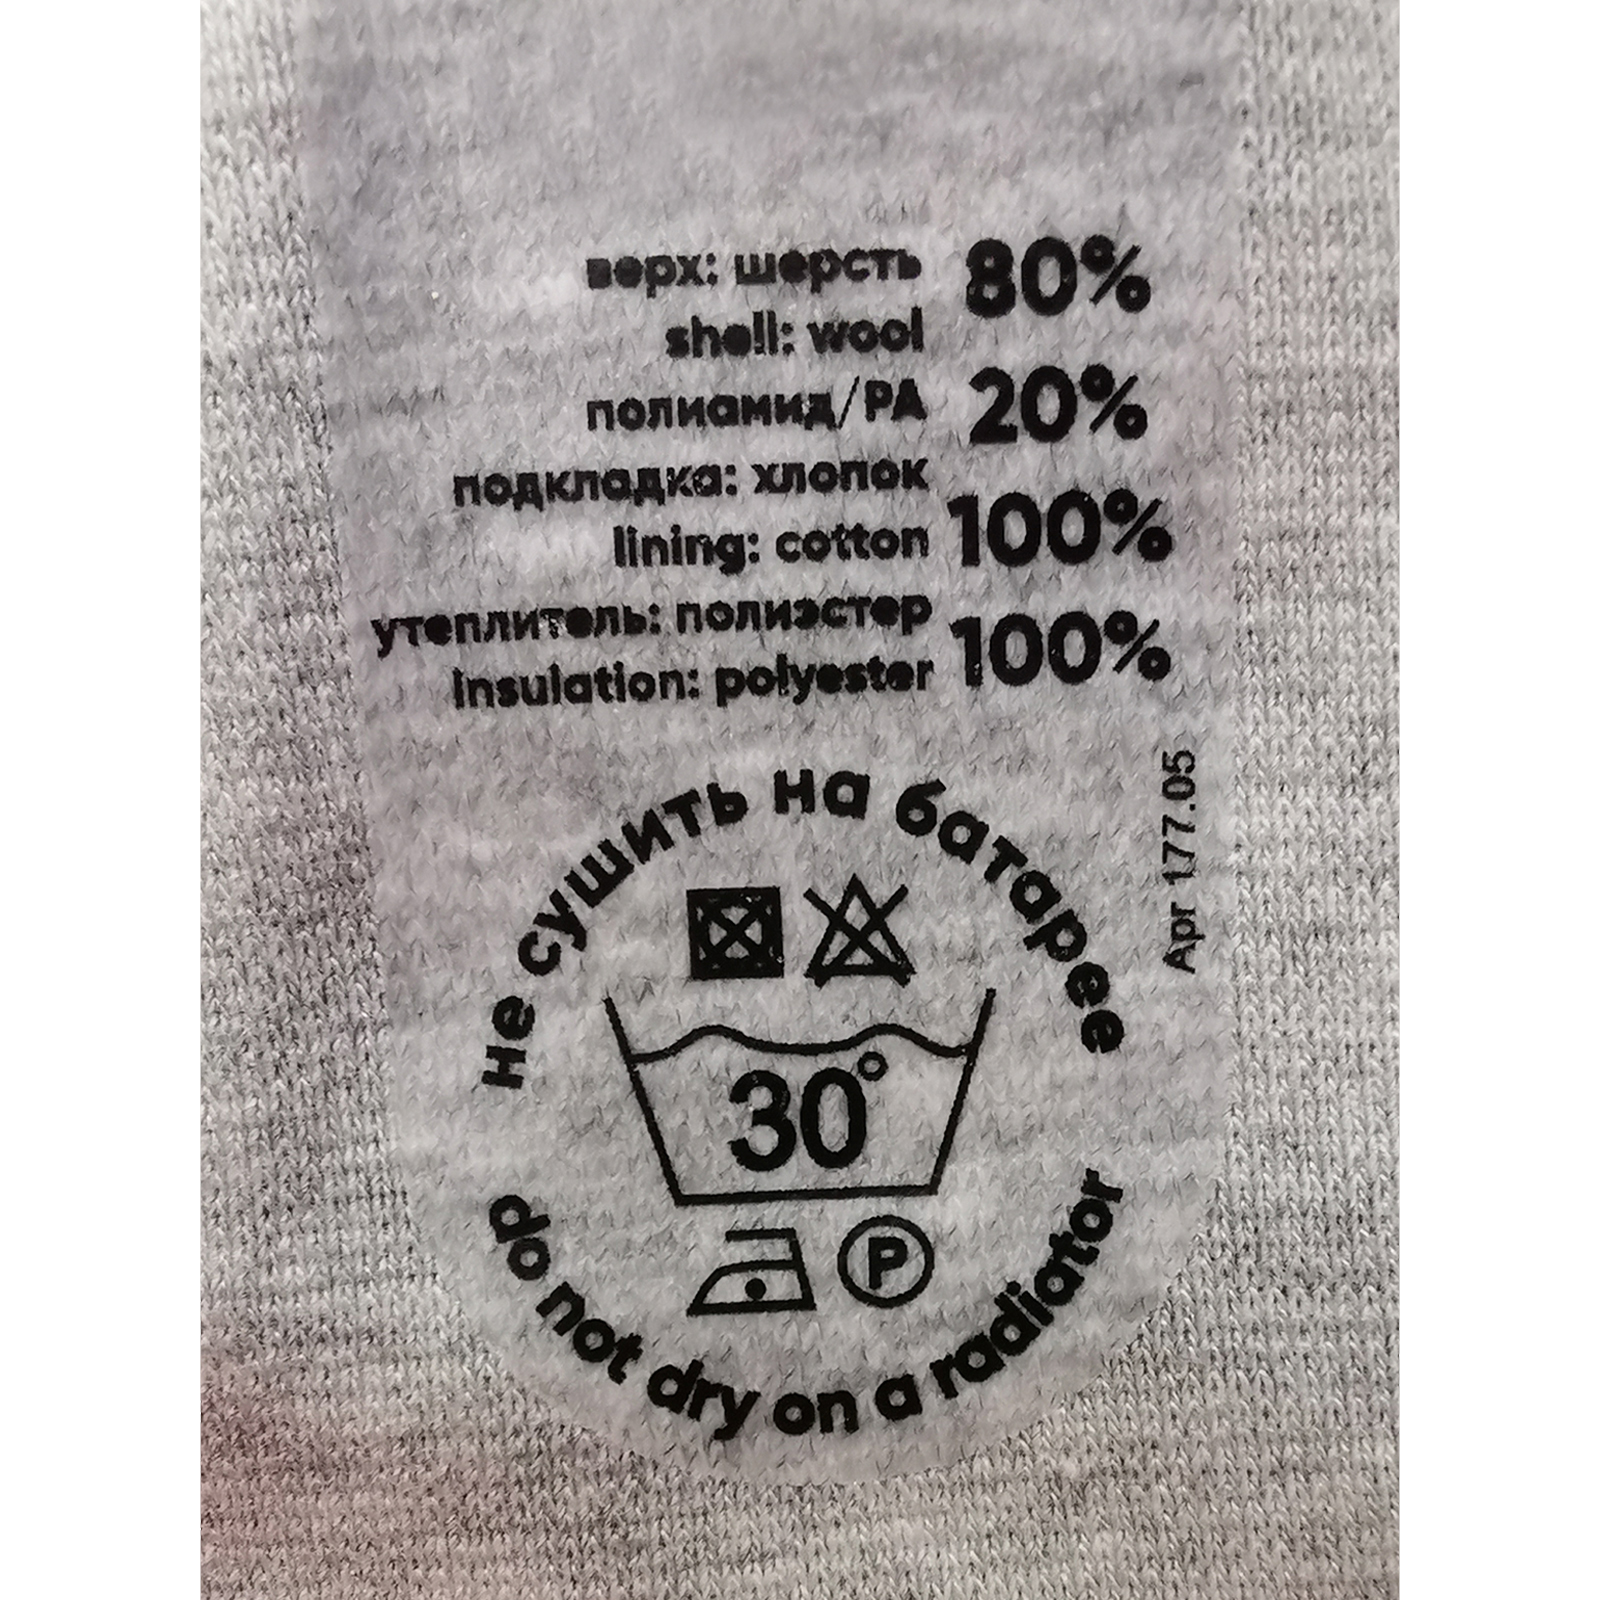 верх: шерсть 80%
shell: wool
полиамид/PA 20%
подкладка: хлопок
lining: cotton 100%
утеплитель: полиэстер
insulation: polyester 100%
Арт 177.05
не сушить на батарее
30°
P
do not dry on a radiator